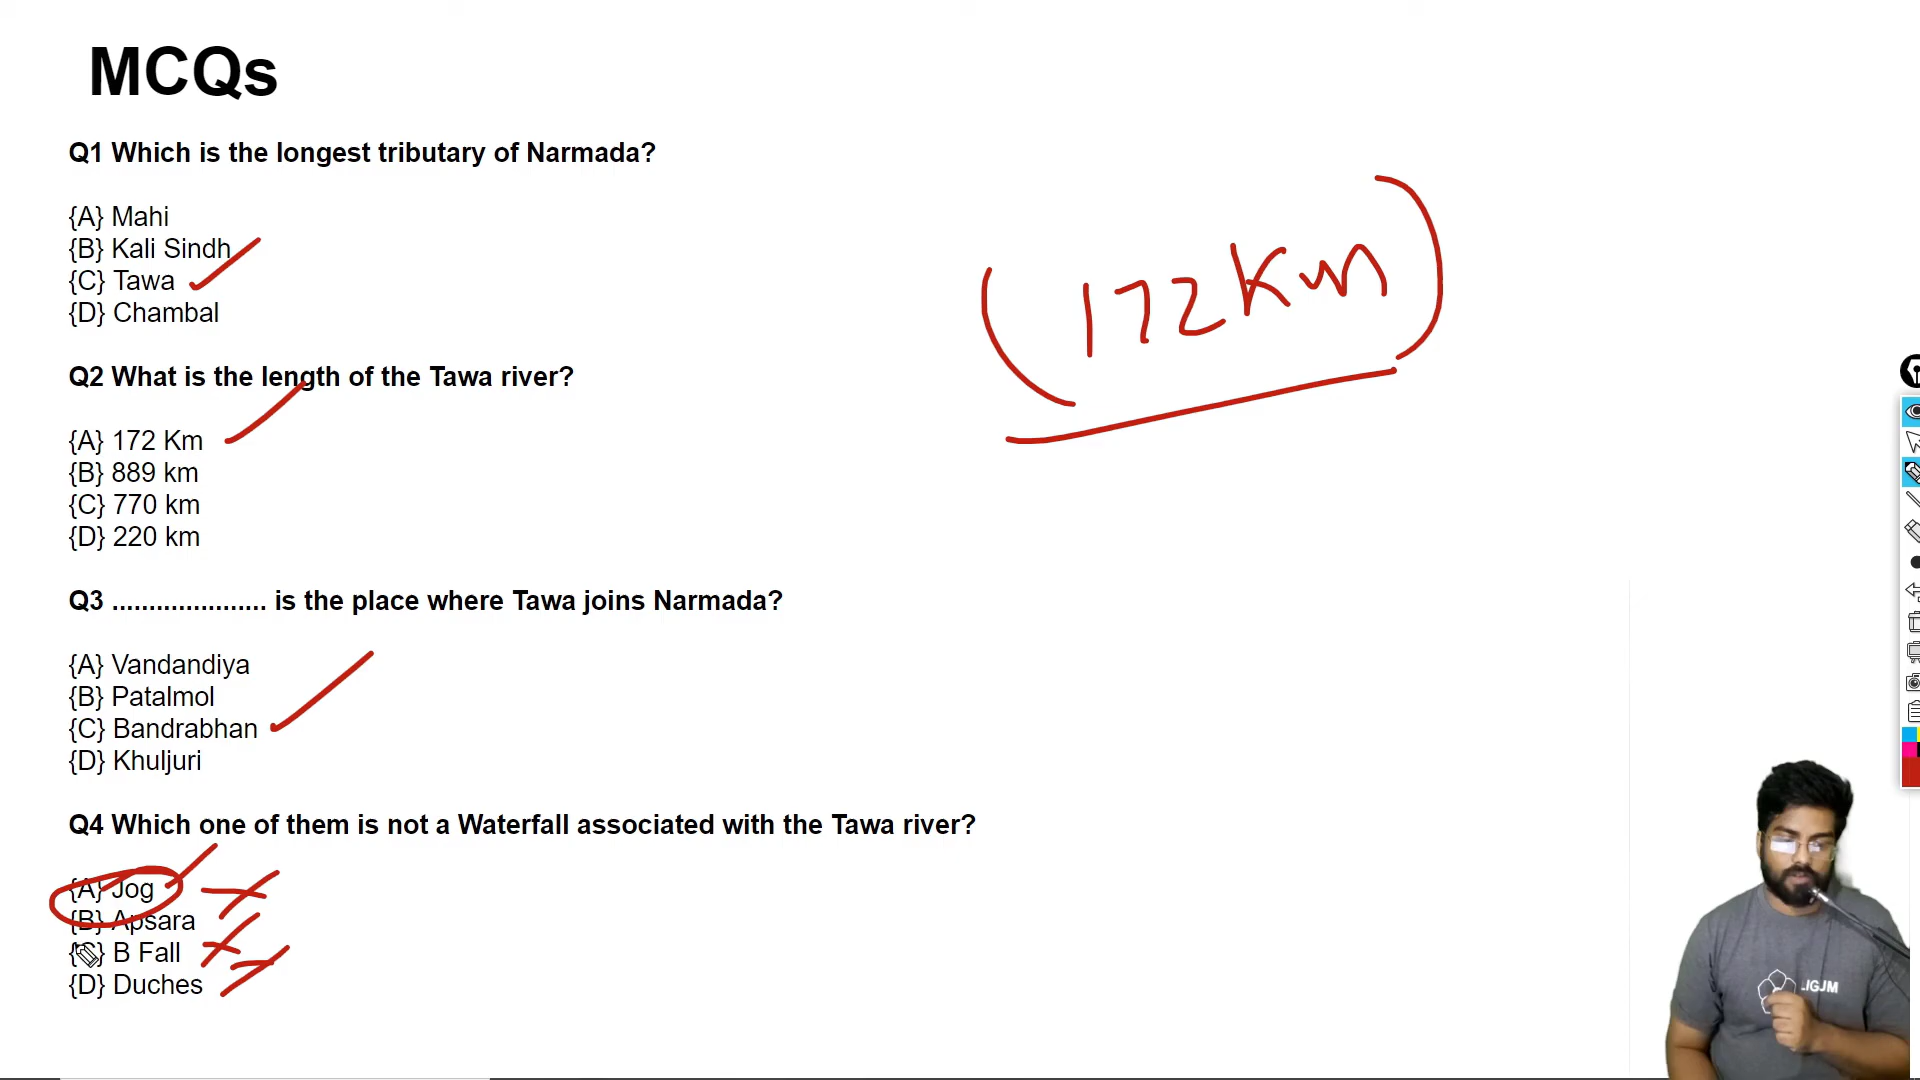 MCQs
Q1 Which is the longest tributary of Narmada?
{A} Mahi
{B} Kali Sindh
{C} Tawa
{D} Chambal
172 Km
Q2 What is the length of the Tawa river?
{A} 172 Km
{B} 889 km
{C} 770 km
{D} 220 km
Q3 ..................... is the place where Tawa joins Narmada?
{A} Vandandiya
{B} Patalmol
{C} Bandrabhan
{D} Khuljuri
Q4 Which one of them is not a Waterfall associated with the Tawa river?
{A} Jog
{B} Apsara
{C} B Fall
{D} Duches
LIGJM